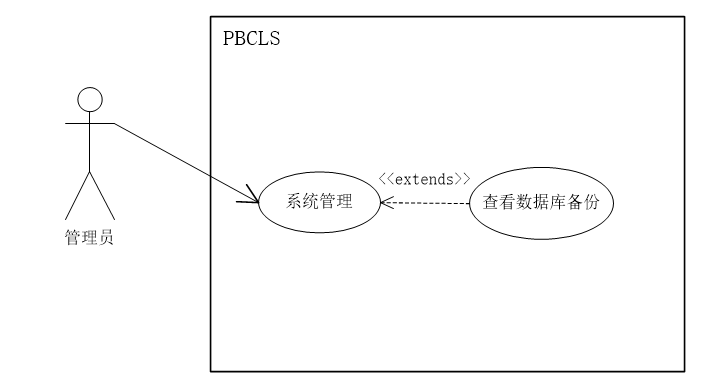 PBCLS
<<extends>>
系统管理
查看数据库备份
管理员